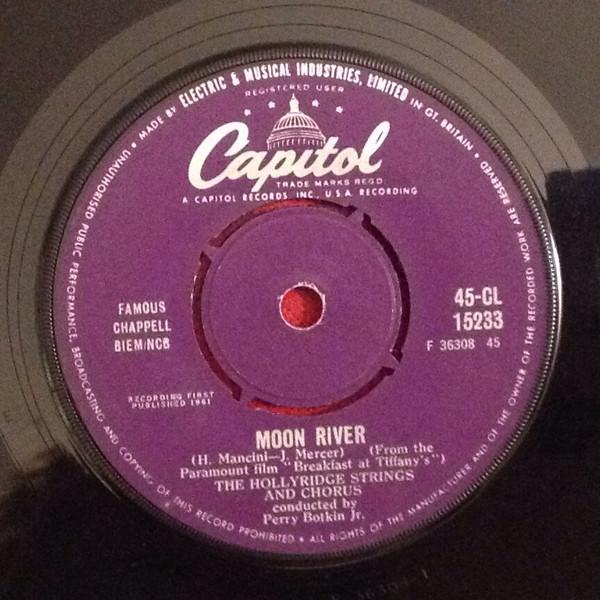 MADE BY ELECTRIC & MUSICAL INDUSTRIES, LIMITED IN GT. BRITAIN • ALL RIGHTS OF THE MANUFACTURER AND OF THE OWNER OF THE RECORDED WORK ARE RESERVED • UNAUTHORISED PUBLIC PERFORMANCE, BROADCASTING AND COPYING OF THIS RECORD PROHIBITED •
REGISTERED USER
Capitol
TRADE MARKS REGD
A CAPITOL RECORDS INC., U.S.A. RECORDING
FAMOUS
CHAPPELL
BIEM/NCB
45-CL
15233
F 36308 45
RECORDING FIRST
PUBLISHED 1961
MOON RIVER
(H. Mancini—J. Mercer) (From the
Paramount film "Breakfast at Tiffany's")
THE HOLLYRIDGE STRINGS
AND CHORUS
conducted by
Perry Botkin Jr.